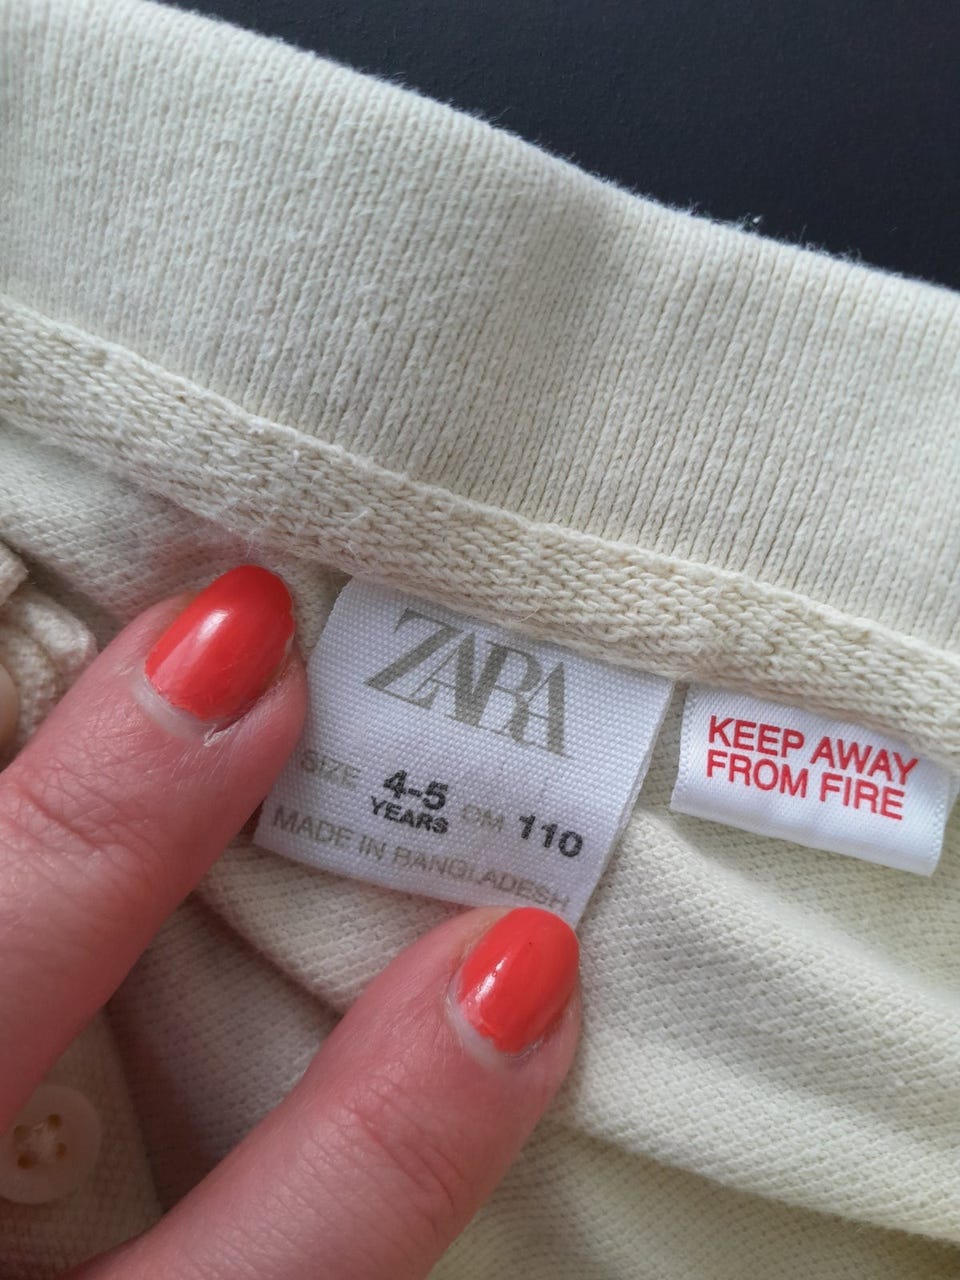 ZARA
SIZE 4-5 YEARS CM 110
MADE IN BANGLADESH
KEEP AWAY
FROM FIRE